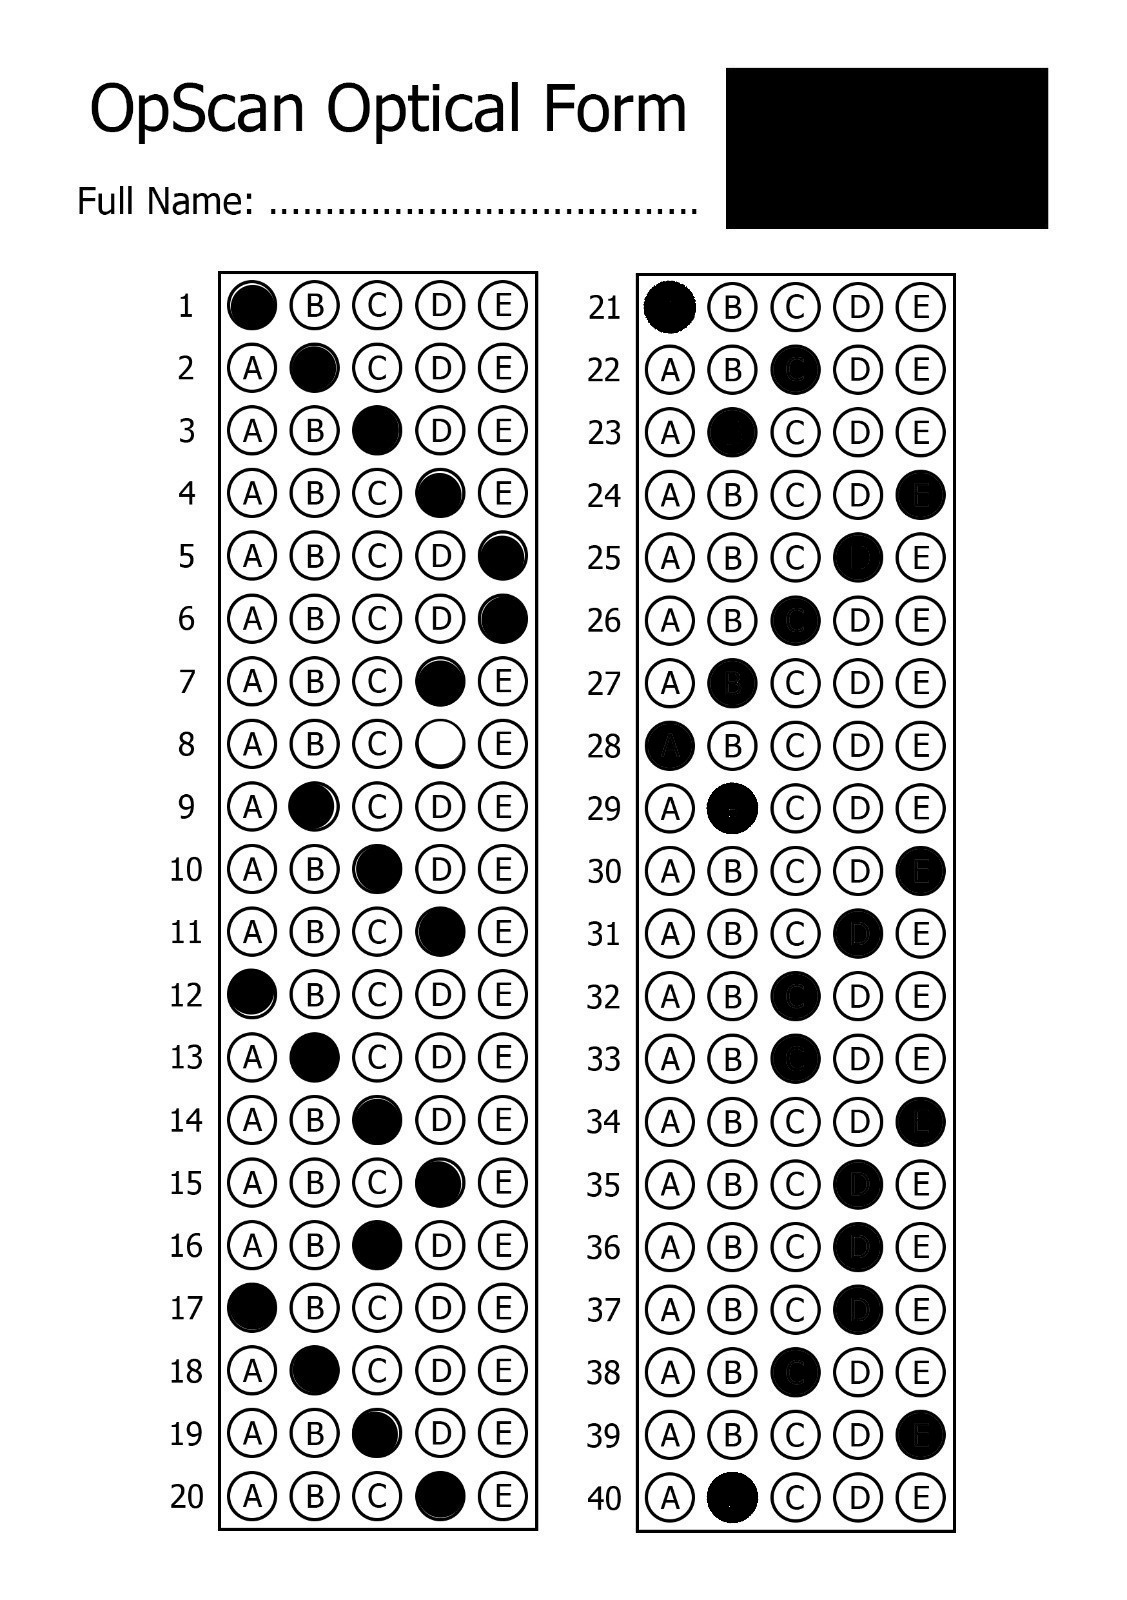 OpScan Optical Form
Full Name: ......................................
1 B C D E
2 A C D E
3 A B D E
4 A B C E
5 A B C D
6 A B C D
7 A B C E
8 A B C E
9 A C D E
10 A B D E
11 A B C E
12 B C D E
13 A C D E
14 A B D E
15 A B C E
16 A B D E
17 B C D E
18 A C D E
19 A B D E
20 A B C E
21 B C D E
22 A B C D E
23 A C D E
24 A B C D E
25 A B C D E
26 A B C D E
27 A B C D E
28 A B C D E
29 A C D E
30 A B C D E
31 A B C D E
32 A B C D E
33 A B C D E
34 A B C D E
35 A B C D E
36 A B C D E
37 A B C D E
38 A B C D E
39 A B C D E
40 A C D E